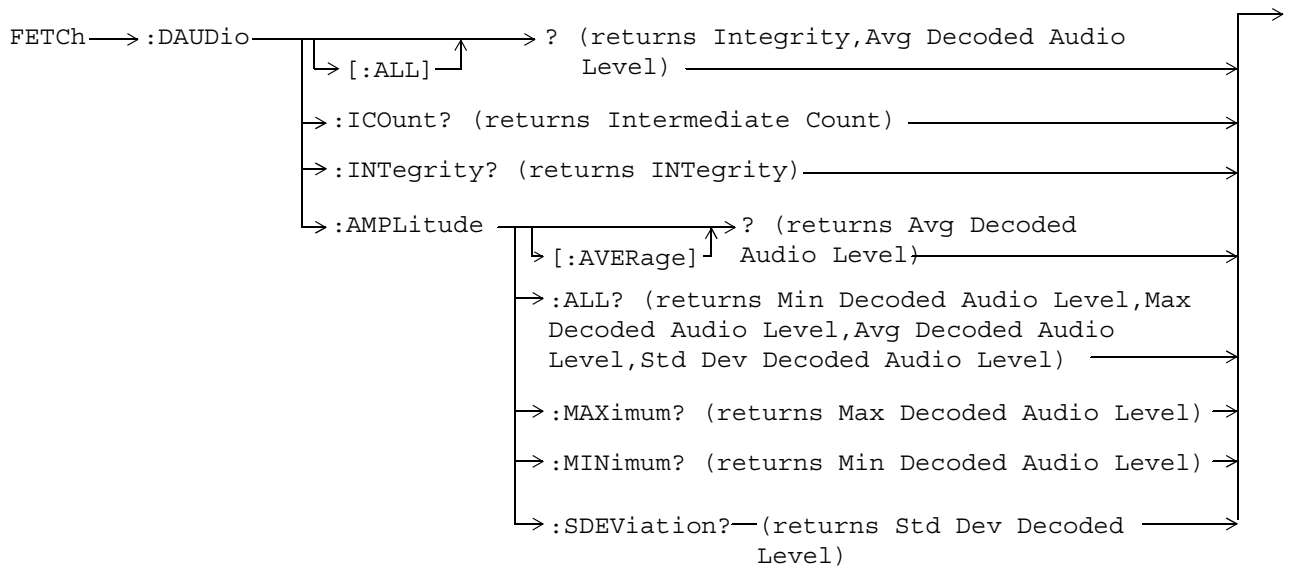 FETCh :DAUDio ? (returns Integrity,Avg Decoded Audio
[:ALL] Level)
:ICOunt? (returns Intermediate Count)
:INTegrity? (returns INTegrity)
:AMPLitude ? (returns Avg Decoded
[:AVERage] Audio Level)
:ALL? (returns Min Decoded Audio Level,Max
Decoded Audio Level,Avg Decoded Audio
Level,Std Dev Decoded Audio Level)
:MAXimum? (returns Max Decoded Audio Level)
:MINimum? (returns Min Decoded Audio Level)
:SDEViation? (returns Std Dev Decoded
Level)